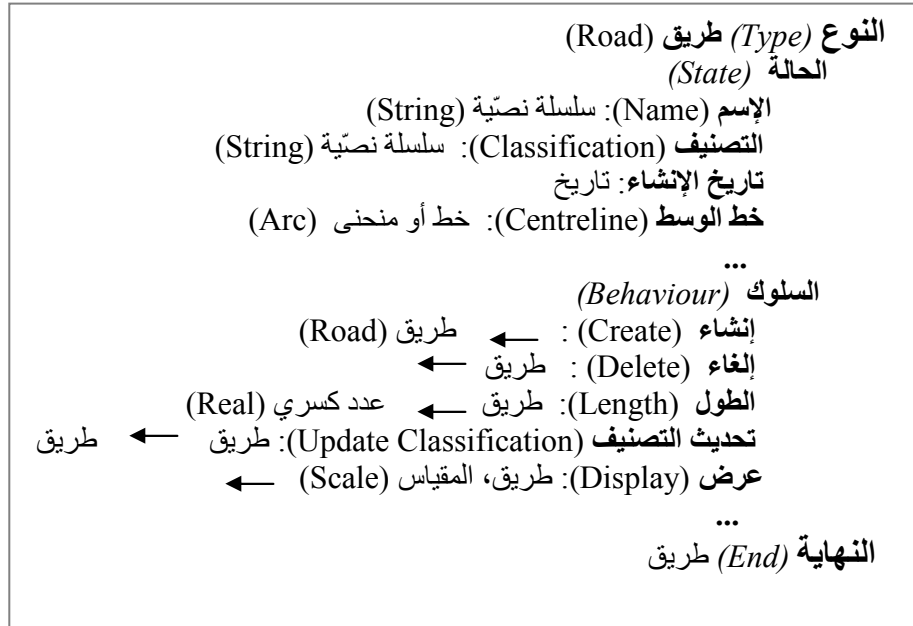 النوع (Type) طريق (Road)
الحالة (State)
الإسم (Name): سلسلة نصّية (String)
التصنيف (Classification): سلسلة نصّية (String)
تاريخ الإنشاء: تاريخ
خط الوسط (Centreline): خط أو منحنى (Arc)
...
السلوك (Behaviour)
إنشاء (Create) : ← طريق (Road)
إلغاء (Delete) : طريق ←
الطول (Length): طريق ← عدد كسري (Real)
تحديث التصنيف (Update Classification): طريق ← طريق
عرض (Display): طريق، المقياس (Scale) ←
...
النهاية (End) طريق